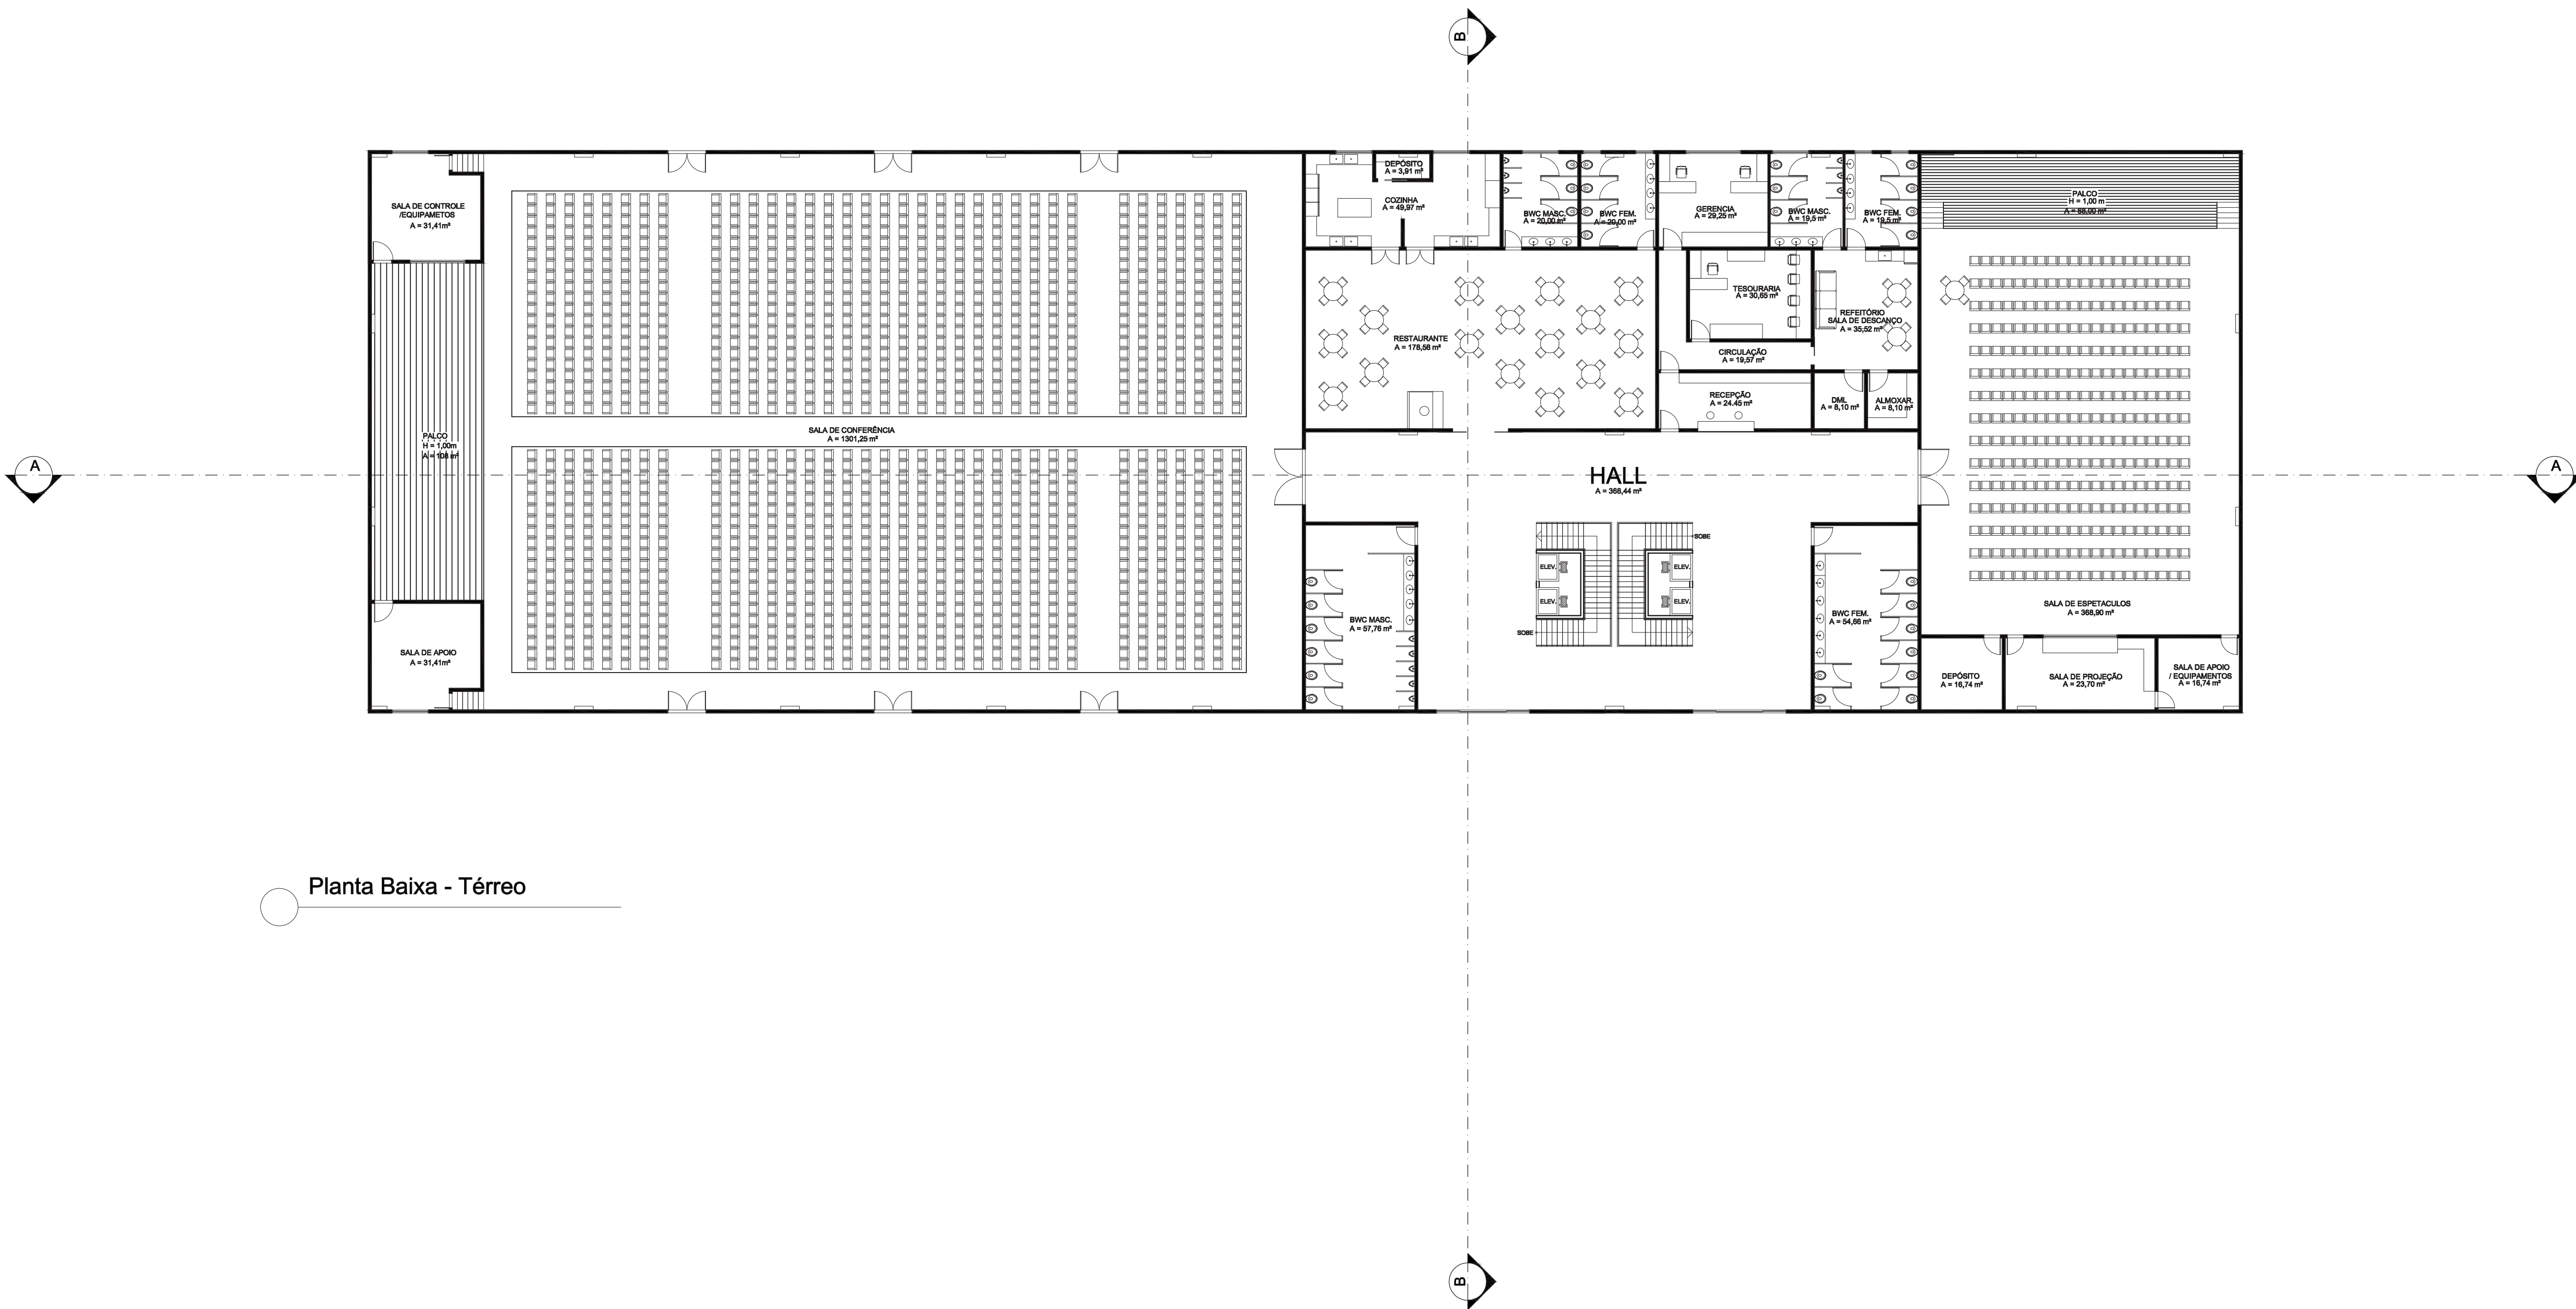 B
SALA DE CONTROLE
/EQUIPAMETOS
A = 31,41m²
PALCO
H = 1,00m
A = 108 m²
SALA DE APOIO
A = 31,41m²
SALA DE CONFERÊNCIA
A = 1301,25 m²
DEPÓSITO
A = 3,91 m²
COZINHA
A = 49,97 m²
BWC MASC.
A = 20,00 m²
BWC FEM.
A = 20,00 m²
GERENCIA
A = 29,25 m²
BWC MASC.
A = 19,5 m²
BWC FEM.
A = 19,5 m²
PALCO
H = 1,00 m
A = 68,00 m²
RESTAURANTE
A = 178,56 m²
TESOURARIA
A = 30,65 m²
REFEITÓRIO
SALA DE DESCANÇO
A = 35,52 m²
CIRCULAÇÃO
A = 19,57 m²
RECEPÇÃO
A = 24.45 m²
DML
A = 8,10 m²
ALMOXAR.
A = 8,10 m²
A
HALL
A = 368,44 m²
A
SOBE
ELEV.
ELEV.
ELEV.
ELEV.
SOBE
BWC MASC.
A = 57,76 m²
BWC FEM.
A = 54,66 m²
SALA DE ESPETACULOS
A = 368,90 m²
DEPÓSITO
A = 16,74 m²
SALA DE PROJEÇÃO
A = 23,70 m²
SALA DE APOIO
/ EQUIPAMENTOS
A = 16,74 m²
Planta Baixa - Térreo
B